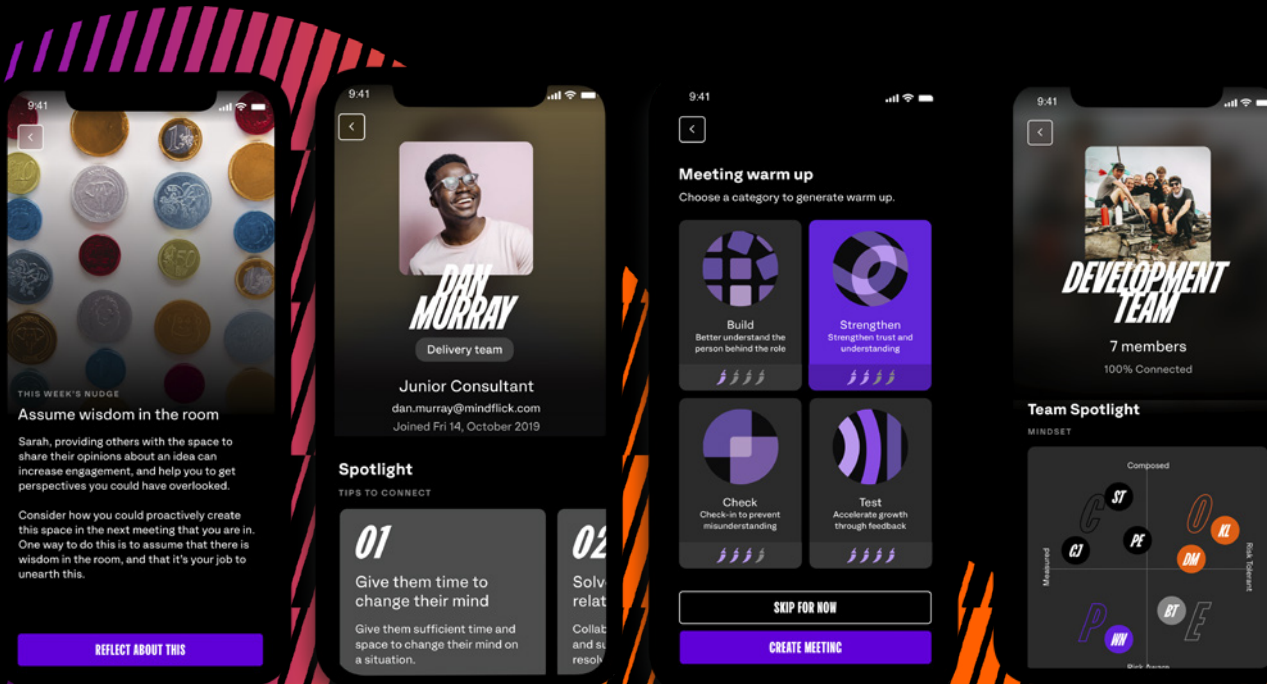 9:41
THIS WEEK'S NUDGE
Assume wisdom in the room
Sarah, providing others with the space to
share their opinions about an idea can
increase engagement, and help you to get
perspectives you could have overlooked.
Consider how you could proactively create
this space in the next meeting that you are in.
One way to do this is to assume that there is
wisdom in the room, and that it's your job to
unearth this.
REFLECT ABOUT THIS
9:41
DAN
MURRAY
Delivery team
Junior Consultant
dan.murray@mindflick.com
Joined Fri 14, October 2019
Spotlight
TIPS TO CONNECT
01
Give them time to
change their mind
Give them sufficient time and
space to change their mind on
a situation.
02
Solv
relat
Collab
and su
resolv
9:41
Meeting warm up
Choose a category to generate warm up.
Build
Better understand the
person behind the role
Strengthen
Strengthen trust and
understanding
Check
Check-in to prevent
misunderstanding
Test
Accelerate growth
through feedback
SKIP FOR NOW
CREATE MEETING
9:41
DEVELOPMENT
TEAM
7 members
100% Connected
Team Spotlight
MINDSET
Composed
C
ST
O
KL
CJ
PE
DM
Measured
Risk Tolerant
P
WN
BT
E
Risk Aware